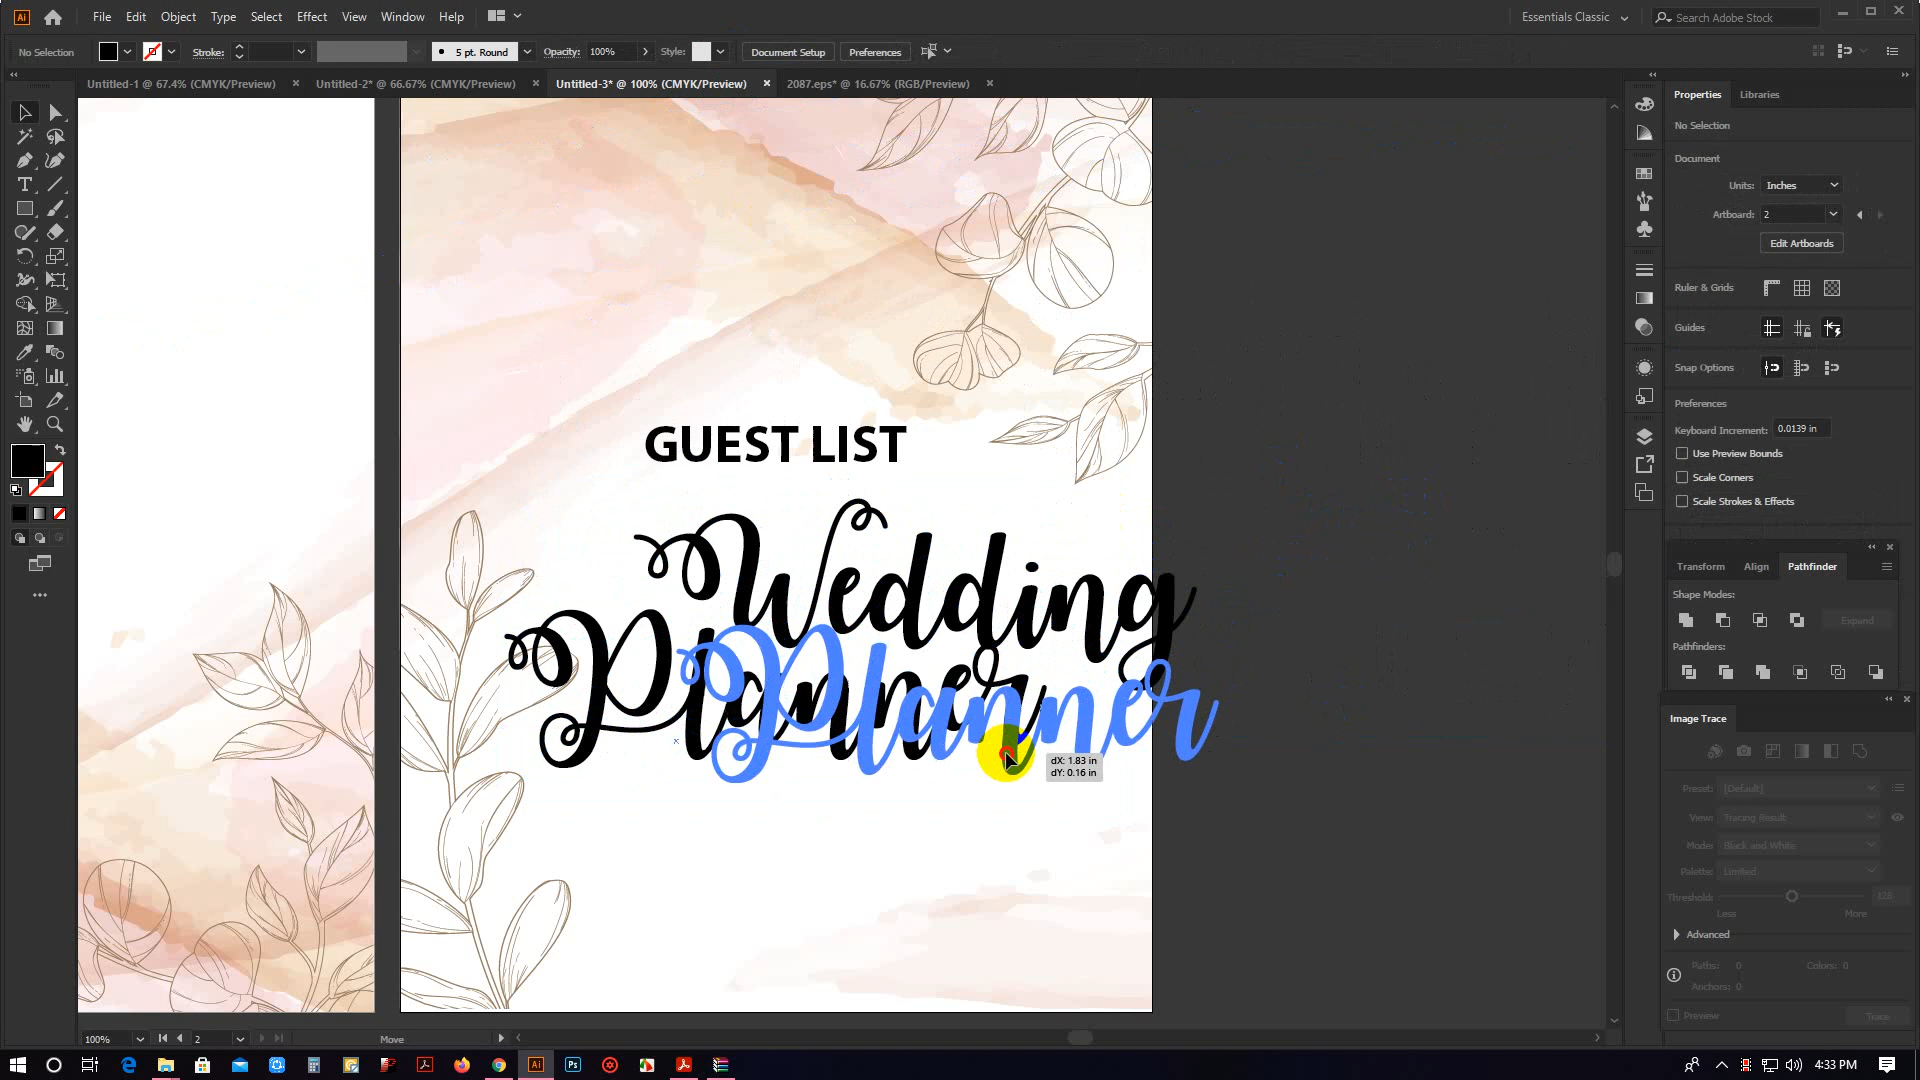 Ai File Edit Object Type Select Effect View Window Help Essentials Classic Search Adobe Stock
No Selection Stroke: 5 pt. Round Opacity: 100% Style: Document Setup Preferences
Untitled-1 @ 67.4% (CMYK/Preview) × Untitled-2* @ 66.67% (CMYK/Preview) × Untitled-3* @ 100% (CMYK/Preview) × 2087.eps* @ 16.67% (RGB/Preview) ×
Properties Libraries
No Selection
Document
Units: Inches
Artboard: 2
Edit Artboards
Ruler & Grids
Guides
Snap Options
Preferences
Keyboard Increment: 0.0139 in
Use Preview Bounds
Scale Corners
Scale Strokes & Effects
Transform Align Pathfinder
Shape Modes:
Expand
Pathfinders:
Image Trace
Preset: [Default]
View: Tracing Result
Mode: Black and White
Palette: Limited
Threshold: 128
Less More
Advanced
Paths: 0 Colors: 0
Anchors: 0
Preview Trace
GUEST LIST
Wedding
Planner
Planner
dX: 1.83 in
dY: 0.16 in
100% 2 Move
Ai Ps 4:33 PM